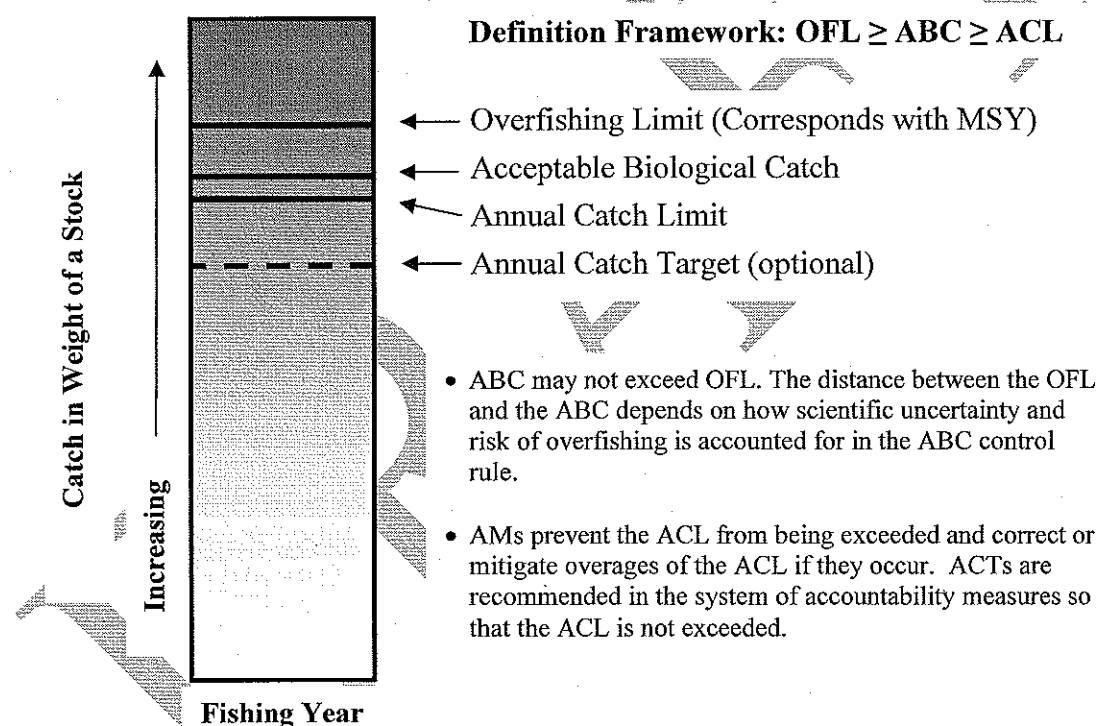 Definition Framework: OFL ≥ ABC ≥ ACL
Overfishing Limit (Corresponds with MSY)
Acceptable Biological Catch
Annual Catch Limit
Annual Catch Target (optional)
Catch in Weight of a Stock
Increasing
• ABC may not exceed OFL. The distance between the OFL
and the ABC depends on how scientific uncertainty and
risk of overfishing is accounted for in the ABC control
rule.
• AMs prevent the ACL from being exceeded and correct or
mitigate overages of the ACL if they occur. ACTs are
recommended in the system of accountability measures so
that the ACL is not exceeded.
Fishing Year